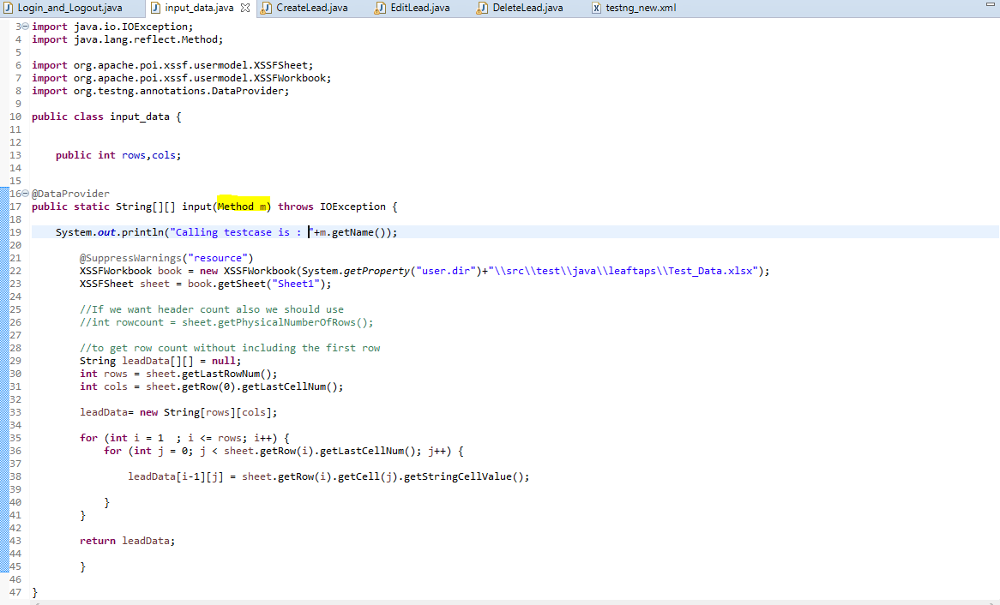 Login_and_Logout.java input_data.java CreateLead.java EditLead.java DeleteLead.java testng_new.xml
3 import java.io.IOException;
4 import java.lang.reflect.Method;
5
6 import org.apache.poi.xssf.usermodel.XSSFSheet;
7 import org.apache.poi.xssf.usermodel.XSSFWorkbook;
8 import org.testng.annotations.DataProvider;
9
10 public class input_data {
11
12
13 public int rows,cols;
14
15
16 @DataProvider
17 public static String[][] input(Method m) throws IOException {
18
19 System.out.println("Calling testcase is : "+m.getName());
20
21 @SuppressWarnings("resource")
22 XSSFWorkbook book = new XSSFWorkbook(System.getProperty("user.dir")+"\\src\\test\\java\\leaftaps\\Test_Data.xlsx");
23 XSSFSheet sheet = book.getSheet("Sheet1");
24
25 //If we want header count also we should use
26 //int rowcount = sheet.getPhysicalNumberOfRows();
27
28 //to get row count without including the first row
29 String leadData[][] = null;
30 int rows = sheet.getLastRowNum();
31 int cols = sheet.getRow(0).getLastCellNum();
32
33 leadData= new String[rows][cols];
34
35 for (int i = 1  ; i <= rows; i++) {
36 for (int j = 0; j < sheet.getRow(i).getLastCellNum(); j++) {
37
38 leadData[i-1][j] = sheet.getRow(i).getCell(j).getStringCellValue();
39
40 }
41 }
42
43 return leadData;
44
45 }
46
47 }